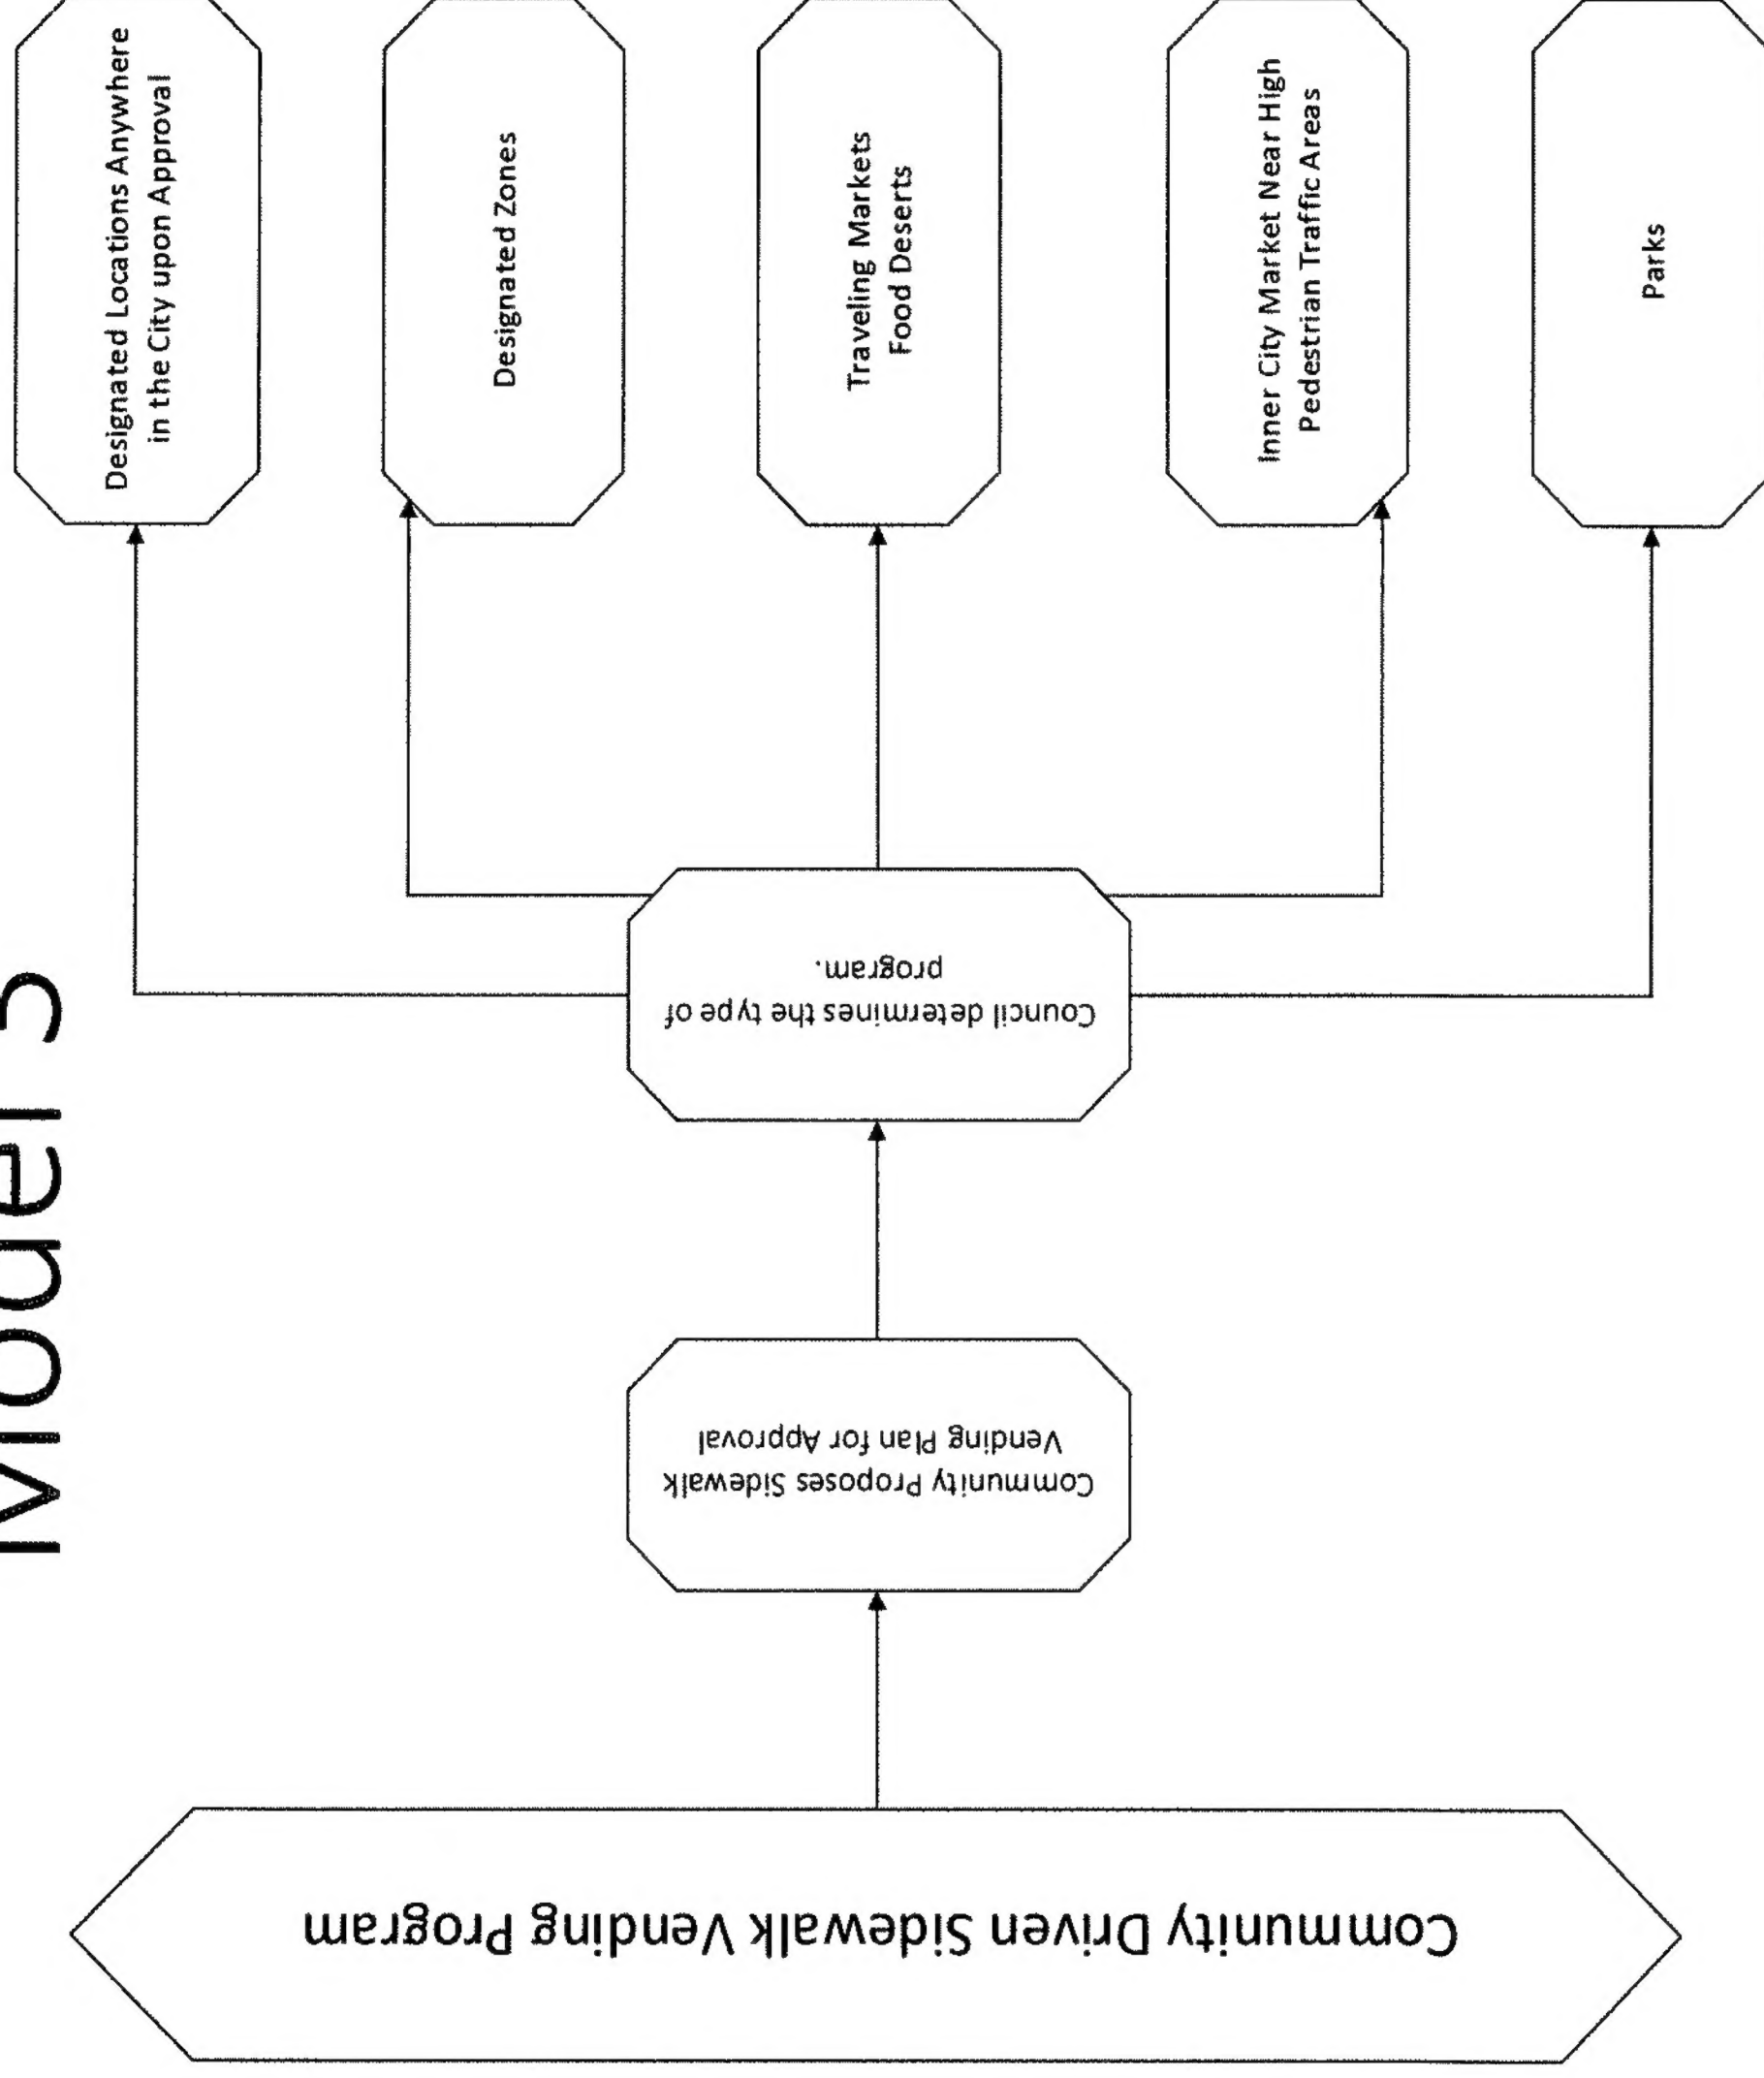 Model
Community Driven Sidewalk Vending Program
Community Proposes Sidewalk
Vending Plan for Approval
Council determines the type of
program.
Designated Locations Anywhere
in the City upon Approval
Designated Zones
Traveling Markets
Food Deserts
Inner City Market Near High
Pedestrian Traffic Areas
Parks